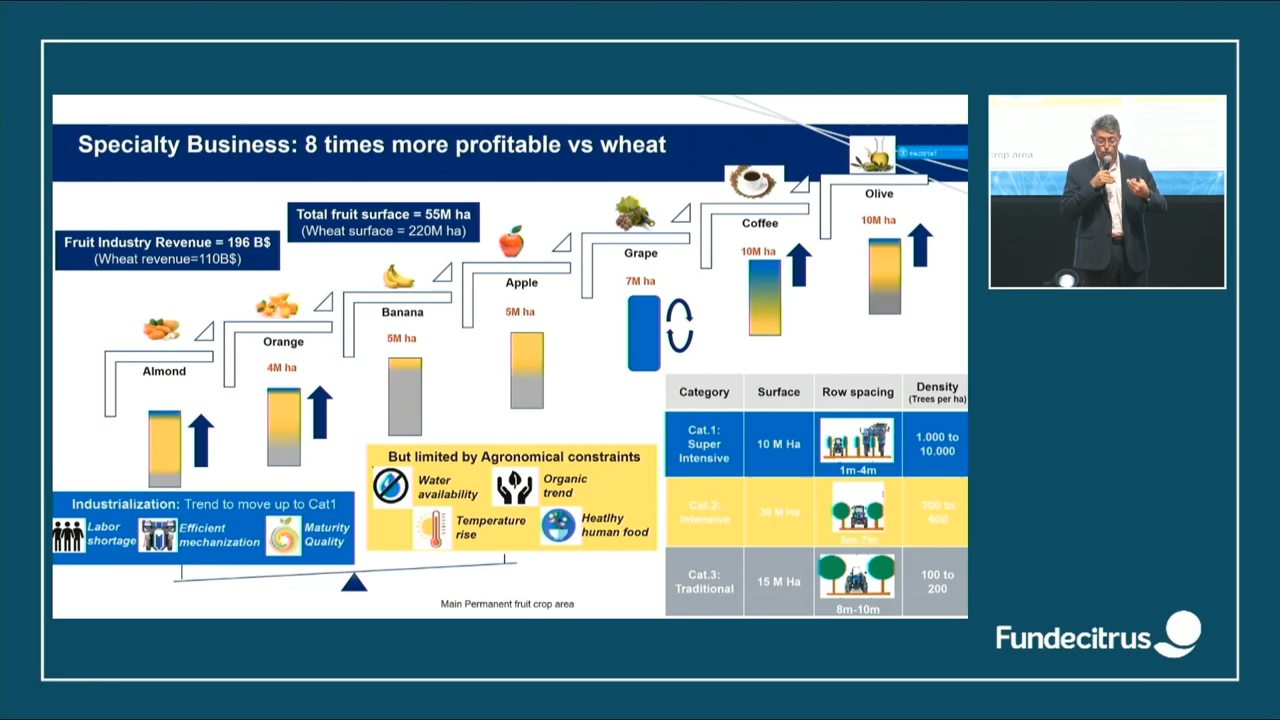 Specialty Business: 8 times more profitable vs wheat
FAOSTAT
crop area
Total fruit surface = 55M ha
(Wheat surface = 220M ha)
Fruit Industry Revenue = 196 B$
(Wheat revenue=110B$)
Olive
10M ha
Coffee
10M ha
Grape
7M ha
Apple
5M ha
Banana
5M ha
Orange
4M ha
Almond
Category Surface Row spacing Density
(Trees per ha)
Cat.1:
Super
Intensive
10 M Ha
1m-4m
1.000 to
10.000
Cat.2:
Intensive
30 M Ha
5m-7m
300 to
600
Cat.3:
Traditional
15 M Ha
8m-10m
100 to
200
But limited by Agronomical constraints
Water
availability
Organic
trend
Temperature
rise
Heatlhy
human food
Industrialization: Trend to move up to Cat1
Labor
shortage
Efficient
mechanization
Maturity
Quality
Main Permanent fruit crop area
Fundecitrus